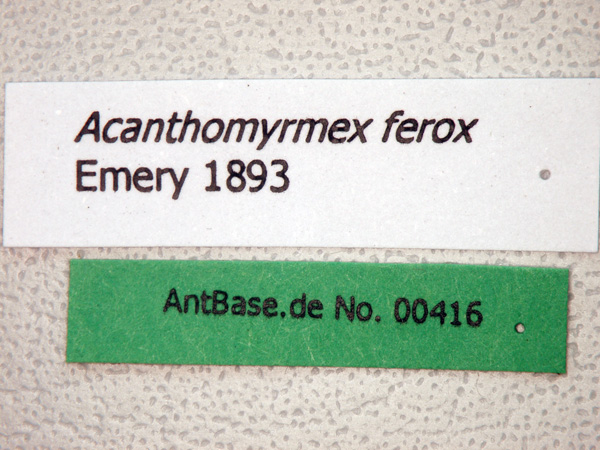 Acanthomyrmex ferox
Emery 1893
AntBase.de No. 00416